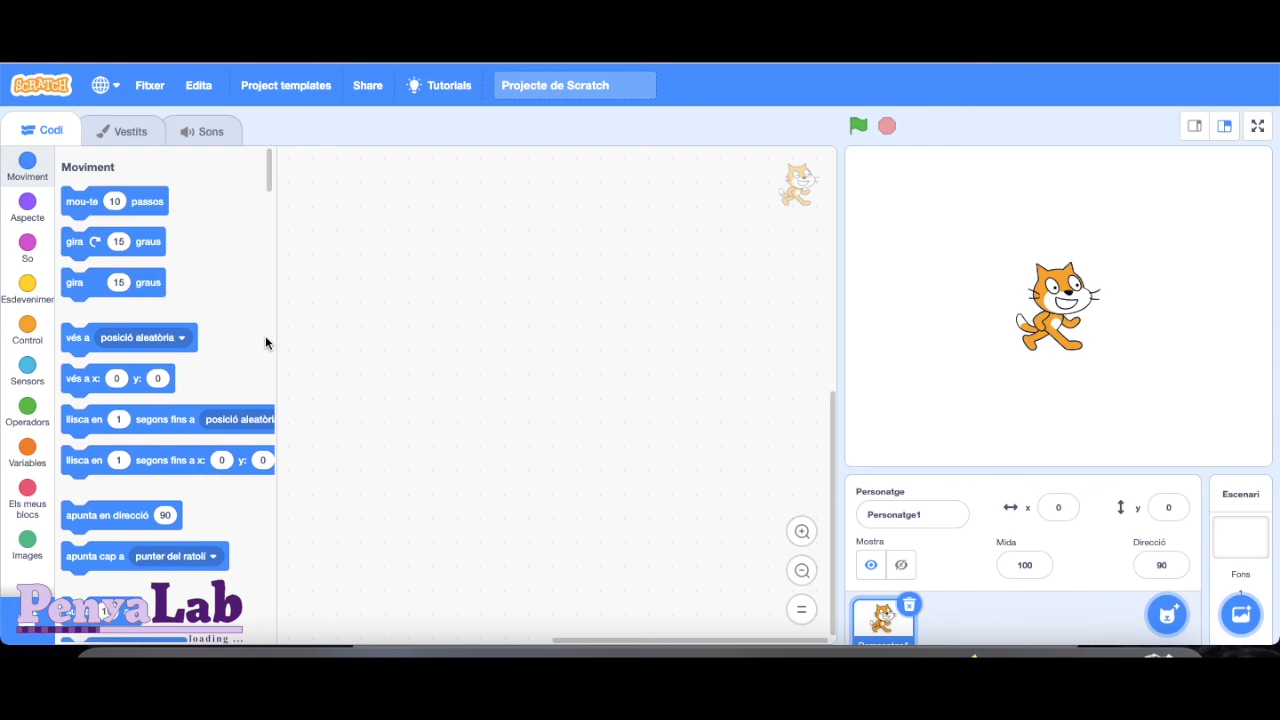 SCRATCH
Fitxer
Edita
Project templates
Share
Tutorials
Projecte de Scratch
Codi
Vestits
Sons
Moviment
Aspecte
So
Esdevenimer
Control
Sensors
Operadors
Variables
Els meus
blocs
Images
Moviment
mou-te 10 passos
gira 15 graus
gira 15 graus
vés a posició aleatòria
vés a x: 0 y: 0
llisca en 1 segons fins a posició aleatòri
llisca en 1 segons fins a x: 0 y: 0
apunta en direcció 90
apunta cap a punter del ratolí
PenyaLab
loading ...
Personatge
Personatge1
x 0
y 0
Mostra
Mida
100
Direcció
90
Escenari
Fons
1